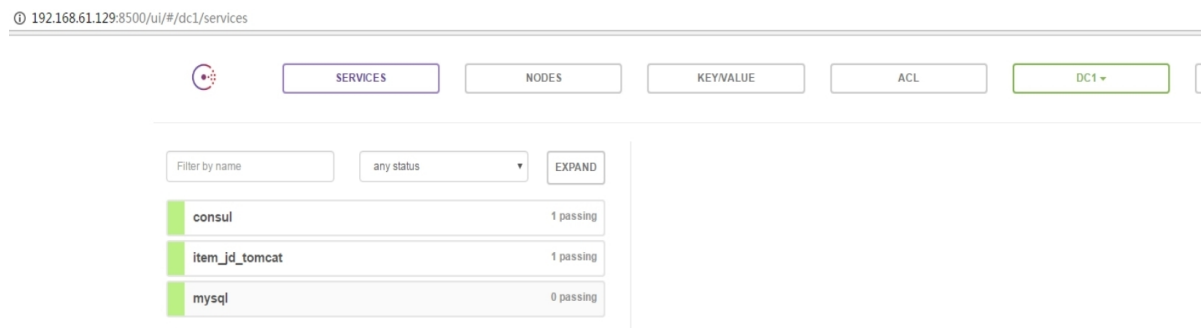 192.168.61.129:8500/ui/#/dc1/services
SERVICES NODES KEY/VALUE ACL DC1
Filter by name any status EXPAND
consul 1 passing
item_jd_tomcat 1 passing
mysql 0 passing